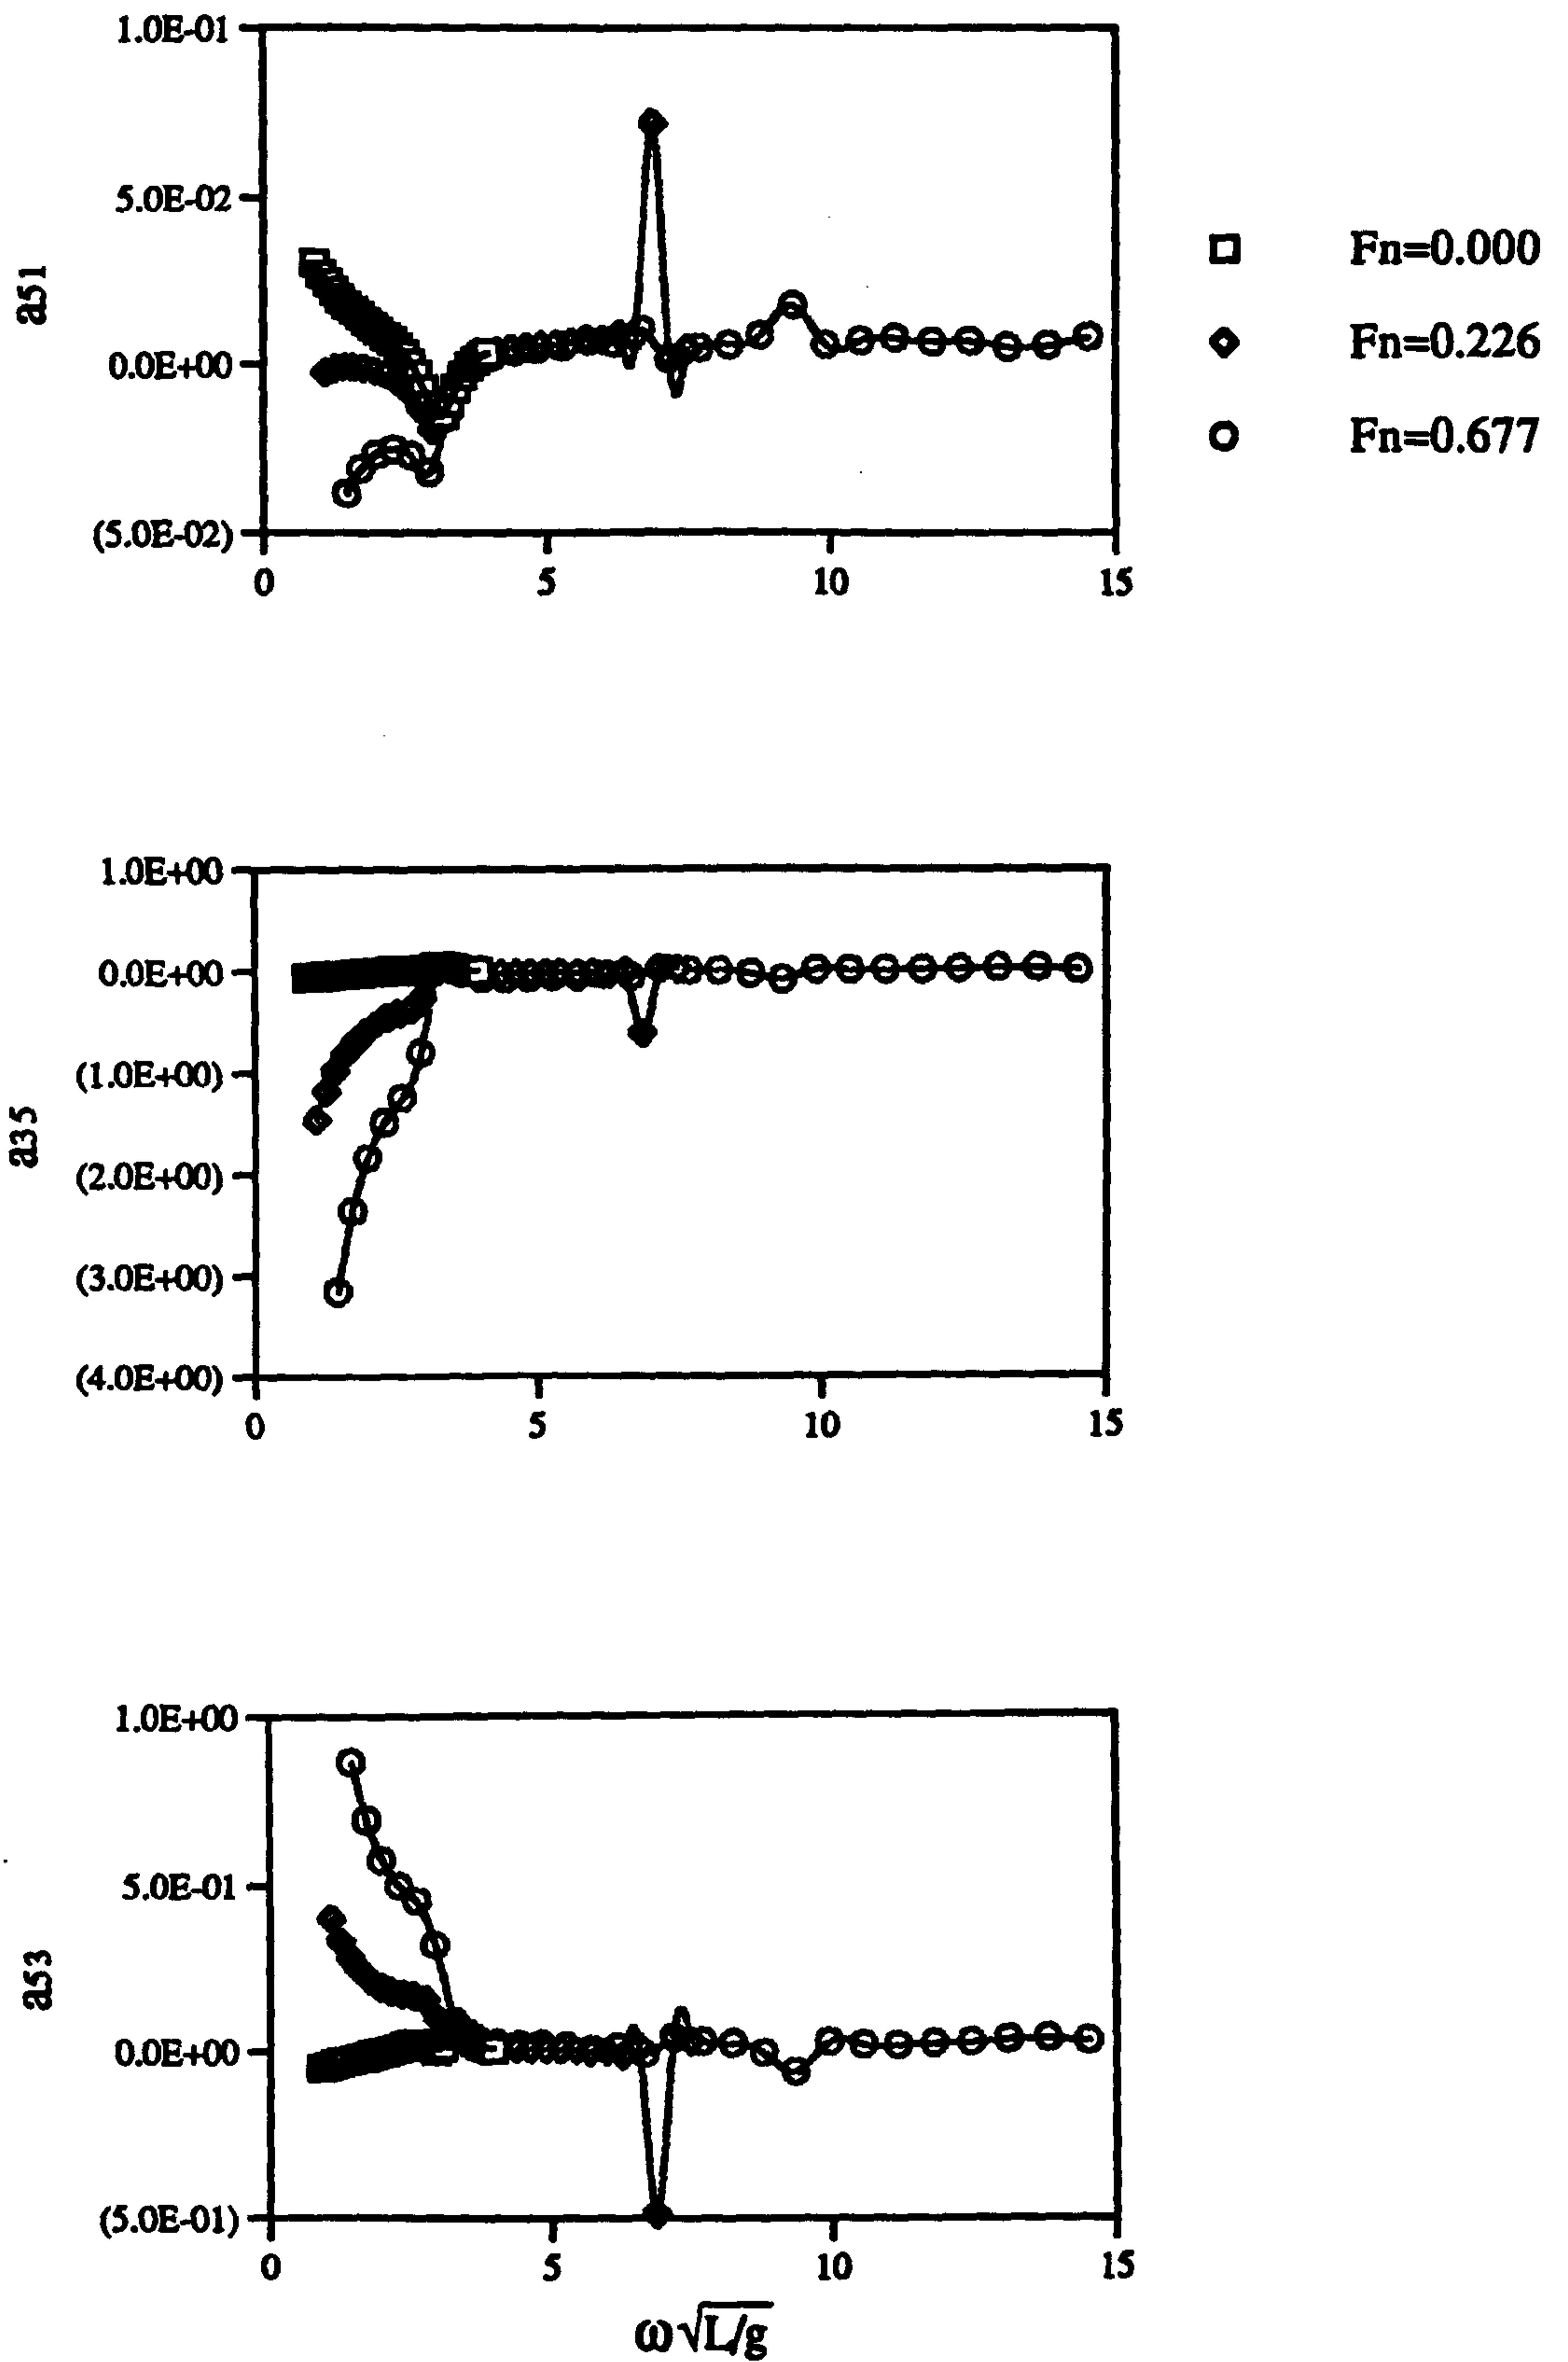 1.0E-01
5.0E-02
0.0E+00
(5.0E-02)
a51
0 5 10 15
Fn=0.000
Fn=0.226
Fn=0.677
1.0E+00
0.0E+00
(1.0E+00)
(2.0E+00)
(3.0E+00)
(4.0E+00)
a35
0 5 10 15
1.0E+00
5.0E-01
0.0E+00
(5.0E-01)
a53
0 5 10 15
ω√L/g